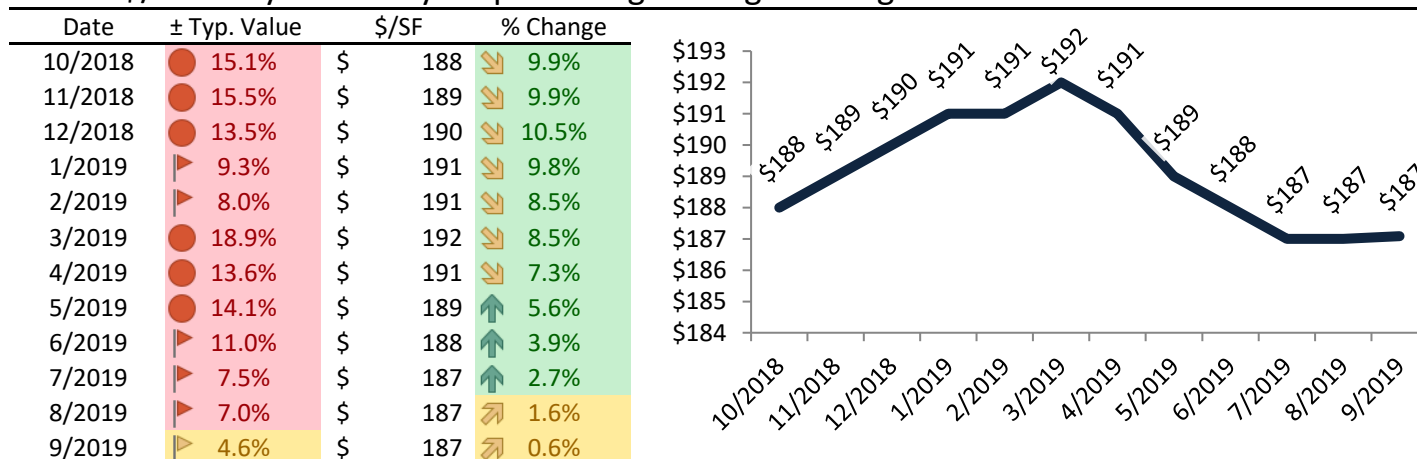 Date ± Typ. Value $/SF % Change
10/2018 15.1% $ 188 9.9%
11/2018 15.5% $ 189 9.9%
12/2018 13.5% $ 190 10.5%
1/2019 9.3% $ 191 9.8%
2/2019 8.0% $ 191 8.5%
3/2019 18.9% $ 192 8.5%
4/2019 13.6% $ 191 7.3%
5/2019 14.1% $ 189 5.6%
6/2019 11.0% $ 188 3.9%
7/2019 7.5% $ 187 2.7%
8/2019 7.0% $ 187 1.6%
9/2019 4.6% $ 187 0.6%
$193
$192
$191
$190
$189
$188
$187
$186
$185
$184
$188 $189 $190 $191 $191 $192 $191 $189 $188 $187 $187 $187
10/2018 11/2018 12/2018 1/2019 2/2019 3/2019 4/2019 5/2019 6/2019 7/2019 8/2019 9/2019